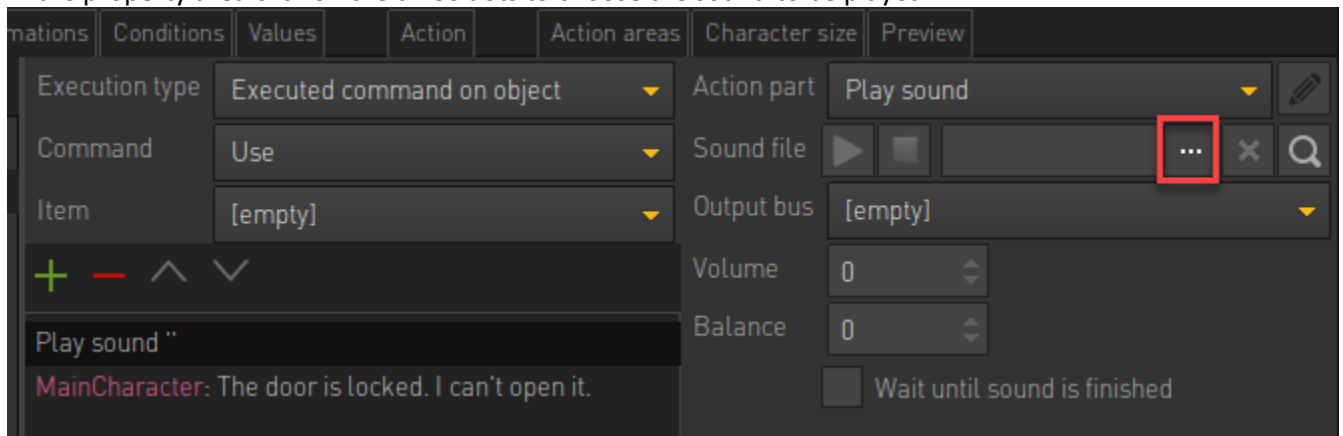 mations Conditions Values Action Action areas Character size Preview
Execution type Executed command on object
Command Use
Item [empty]
Play sound ''
MainCharacter: The door is locked. I can't open it.
Action part Play sound
Sound file ...
Output bus [empty]
Volume 0
Balance 0
Wait until sound is finished